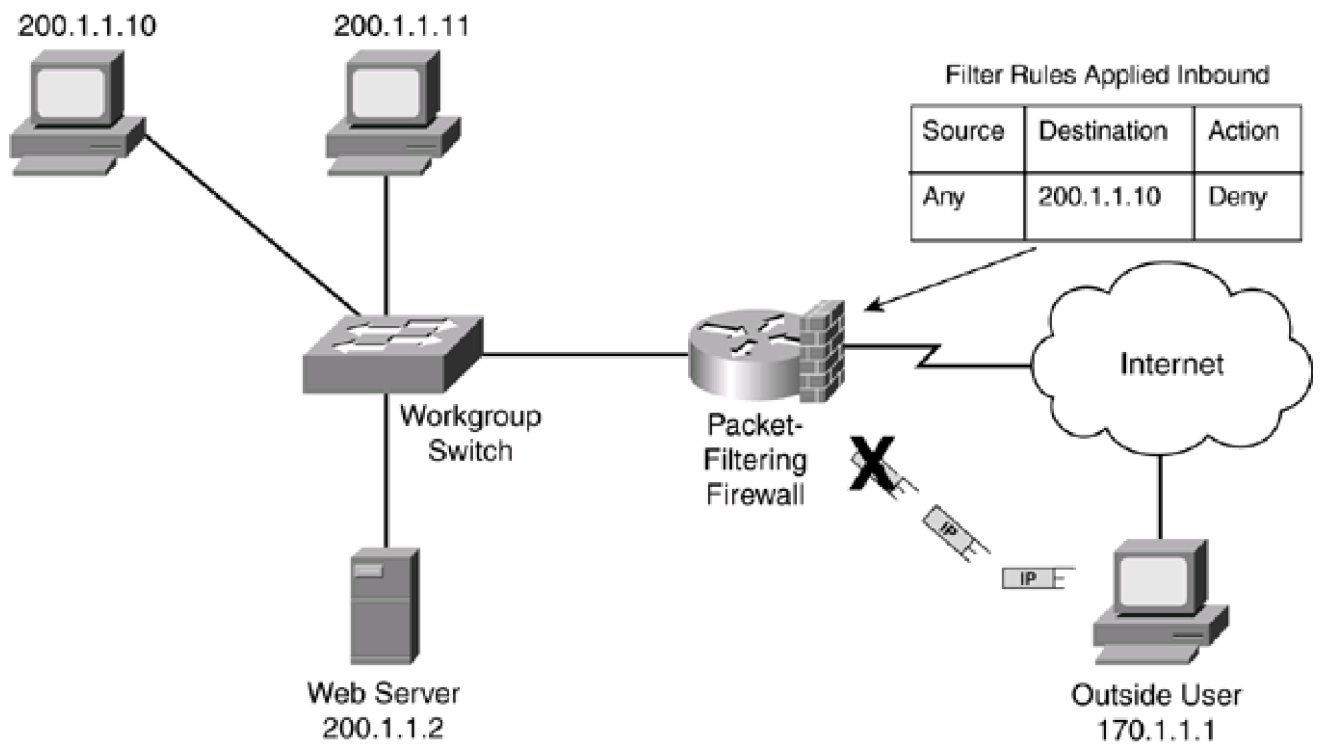 200.1.1.10
200.1.1.11
Filter Rules Applied Inbound
Source Destination Action
Any 200.1.1.10 Deny
Internet
Workgroup
Switch
Packet-
Filtering
Firewall
IP
IP
Web Server
200.1.1.2
Outside User
170.1.1.1